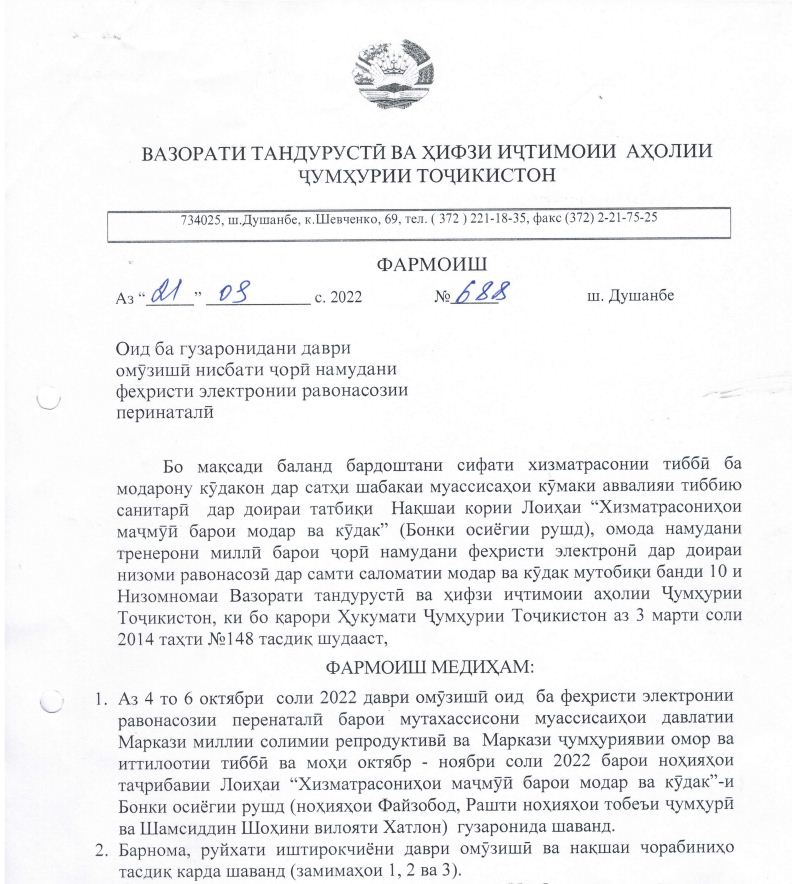 ВАЗОРАТИ ТАНДУРУСТӢ ВА ҲИФЗИ ИҶТИМОИИ АҲОЛИИ
ҶУМҲУРИИ ТОҶИКИСТОН
734025, ш.Душанбе, к.Шевченко, 69, тел. ( 372 ) 221-18-35, факс (372) 2-21-75-25
ФАРМОИШ
Аз “21” 09 с. 2022 №688 ш. Душанбе
Оид ба гузаронидани даври
омӯзишӣ нисбати ҷорӣ намудани
феҳристи электронии равонасозии
перинаталӣ
Бо мақсади баланд бардоштани сифати хизматрасонии тиббӣ ба
модарону кӯдакон дар сатҳи шабакаи муассисаҳои кӯмаки аввалияи тиббию
санитарӣ дар доираи татбиқи Нақшаи кории Лоиҳаи “Хизматрасониҳои
маҷмӯӣ барои модар ва кӯдак” (Бонки осиёгии рушд), омода намудани
тренерони миллӣ барои ҷорӣ намудани феҳристи электронӣ дар доираи
низоми равонасозӣ дар самти саломатии модар ва кӯдак мутобиқи банди 10 и
Низомномаи Вазорати тандурустӣ ва ҳифзи иҷтимоии аҳолии Ҷумҳурии
Тоҷикистон, ки бо қарори Ҳукумати Ҷумҳурии Тоҷикистон аз 3 марти соли
2014 таҳти №148 тасдиқ шудааст,
ФАРМОИШ МЕДИҲАМ:
1. Аз 4 то 6 октябри соли 2022 даври омӯзишӣ оид ба феҳристи электронии
равонасозии перенаталӣ барои мутахассисони муассисаиҳои давлатии
Маркази миллии солимии репродуктивӣ ва Маркази ҷумҳуриявии омор ва
иттилоотии тиббӣ ва моҳи октябр - ноябри соли 2022 барои ноҳияҳои
таҷрибавии Лоиҳаи “Хизматрасониҳои маҷмӯӣ барои модар ва кӯдак”-и
Бонки осиёгии рушд (ноҳияҳои Файзобод, Рашти ноҳияҳои тобеъи ҷумҳурӣ
ва Шамсиддин Шоҳини вилояти Хатлон) гузаронида шаванд.
2. Барнома, руйхати иштирокчиёни даври омӯзишӣ ва нақшаи чорабиниҳо
тасдиқ карда шаванд (замимаҳои 1, 2 ва 3).